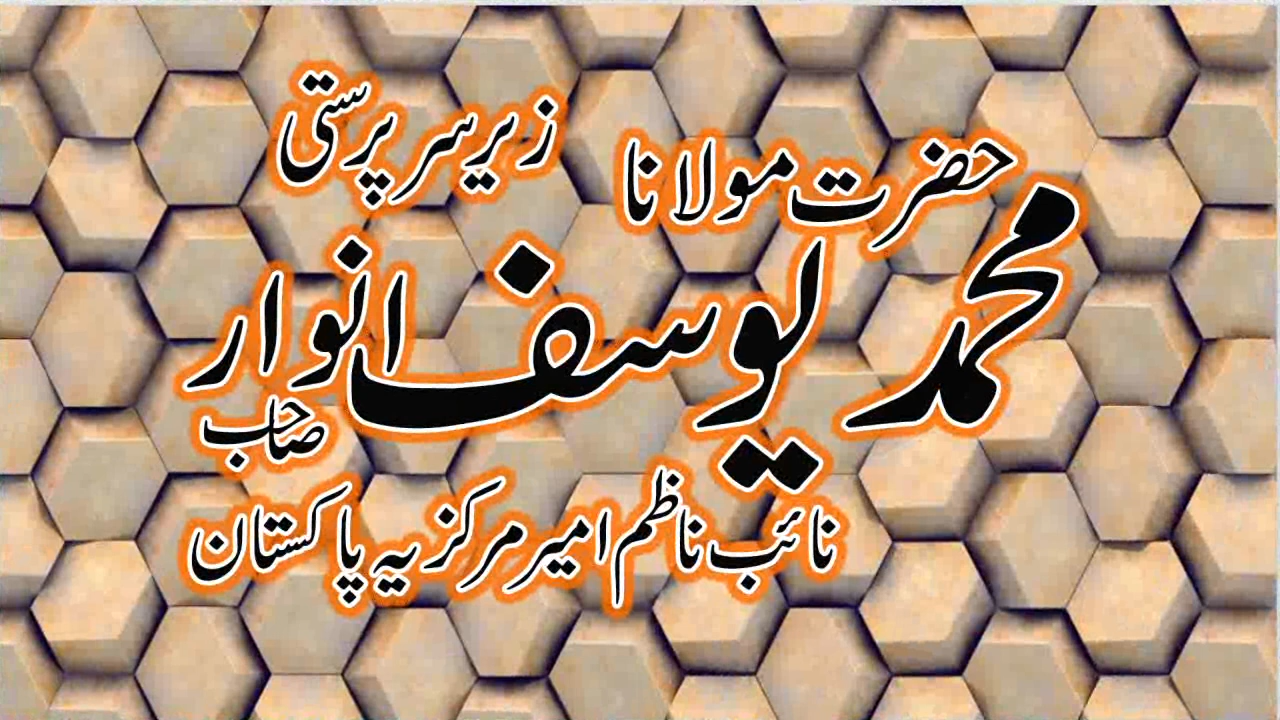 زیر سرپرستی
حضرت مولانا
محمد یوسف انوار
صاحب
نائب ناظم امیر مرکزیہ پاکستان